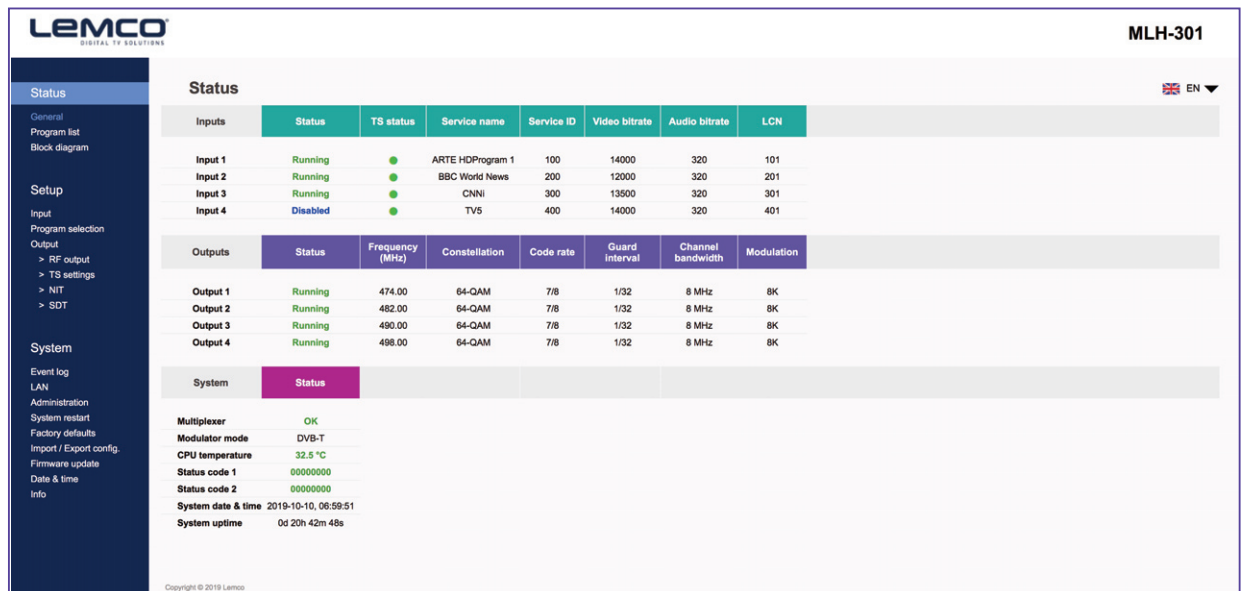 Lemco
DIGITAL TV SOLUTIONS
MLH-301
Status
General
Program list
Block diagram
Setup
Input
Program selection
Output
> RF output
> TS settings
> NIT
> SDT
System
Event log
LAN
Administration
System restart
Factory defaults
Import / Export config.
Firmware update
Date & time
Info
Status
EN
Inputs Status TS status Service name Service ID Video bitrate Audio bitrate LCN
Input 1 Running ARTE HDProgram 1 100 14000 320 101
Input 2 Running BBC World News 200 12000 320 201
Input 3 Running CNNi 300 13500 320 301
Input 4 Disabled TV5 400 14000 320 401
Outputs Status Frequency (MHz) Constellation Code rate Guard interval Channel bandwidth Modulation
Output 1 Running 474.00 64-QAM 7/8 1/32 8 MHz 8K
Output 2 Running 482.00 64-QAM 7/8 1/32 8 MHz 8K
Output 3 Running 490.00 64-QAM 7/8 1/32 8 MHz 8K
Output 4 Running 498.00 64-QAM 7/8 1/32 8 MHz 8K
System Status
Multiplexer OK
Modulator mode DVB-T
CPU temperature 32.5 °C
Status code 1 00000000
Status code 2 00000000
System date & time 2019-10-10, 06:59:51
System uptime 0d 20h 42m 48s
Copyright © 2019 Lemco